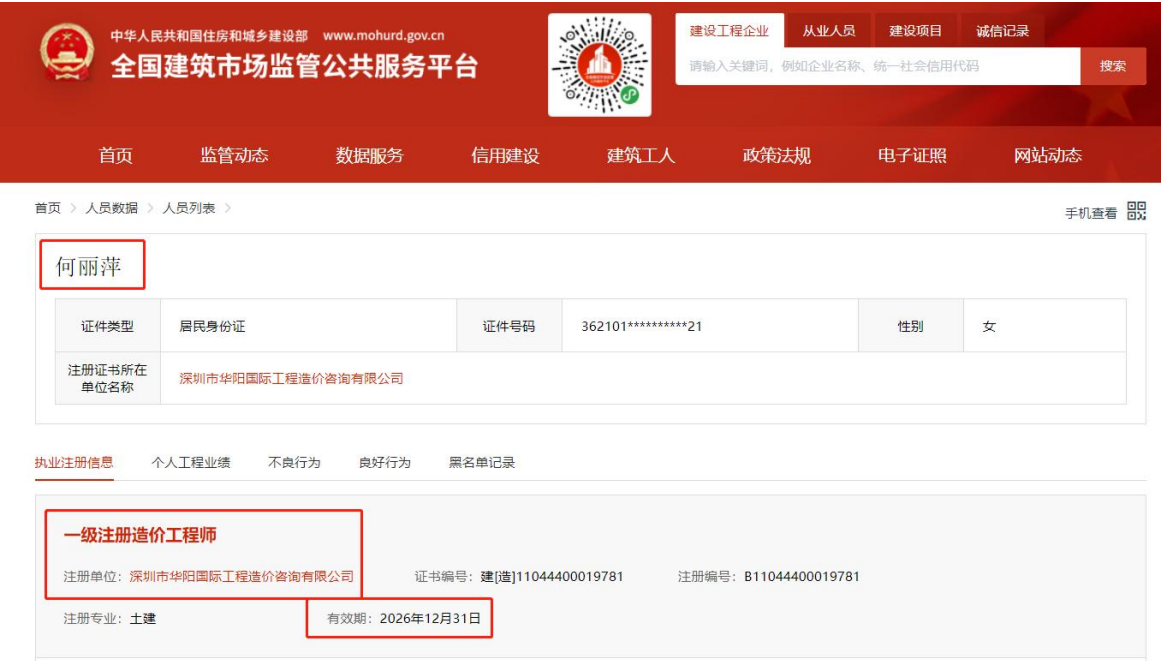 中华人民共和国住房和城乡建设部 www.mohurd.gov.cn
全国建筑市场监管公共服务平台
建设工程企业 从业人员 建设项目 诚信记录
请输入关键词，例如企业名称、统一社会信用代码 搜索
首页 监管动态 数据服务 信用建设 建筑工人 政策法规 电子证照 网站动态
首页 > 人员数据 > 人员列表 >
手机查看
何丽萍
证件类型 居民身份证 证件号码 362101**********21 性别 女
注册证书所在
单位名称
深圳市华阳国际工程造价咨询有限公司
执业注册信息 个人工程业绩 不良行为 良好行为 黑名单记录
一级注册造价工程师
注册单位：深圳市华阳国际工程造价咨询有限公司 证书编号：建[造]11044400019781 注册编号：B11044400019781
注册专业：土建 有效期：2026年12月31日